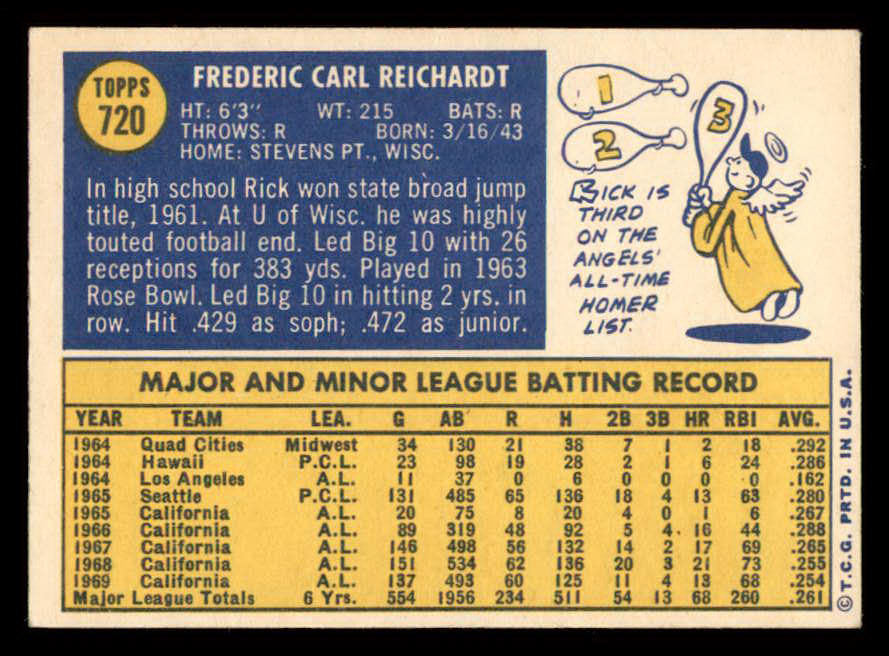 TOPPS
720
FREDERIC CARL REICHARDT
HT: 6'3" WT: 215 BATS: R
THROWS: R BORN: 3/16/43
HOME: STEVENS PT., WISC.
In high school Rick won state broad jump
title, 1961. At U of Wisc. he was highly
touted football end. Led Big 10 with 26
receptions for 383 yds. Played in 1963
Rose Bowl. Led Big 10 in hitting 2 yrs. in
row. Hit .429 as soph; .472 as junior.
1
2
3
RICK IS
THIRD
ON THE
ANGELS'
ALL-TIME
HOMER
LIST.
MAJOR AND MINOR LEAGUE BATTING RECORD
YEAR TEAM LEA. G AB R H 2B 3B HR RBI AVG.
1964 Quad Cities Midwest 34 130 21 38 7 1 2 18 .292
1964 Hawaii P.C.L. 23 98 19 28 2 1 6 24 .286
1964 Los Angeles A.L. 11 37 0 6 0 0 0 0 .162
1965 Seattle P.C.L. 131 485 65 136 18 4 13 63 .280
1965 California A.L. 20 75 8 20 4 0 1 6 .267
1966 California A.L. 89 319 48 92 5 4 16 44 .288
1967 California A.L. 146 498 56 132 14 2 17 69 .265
1968 California A.L. 151 534 62 136 20 3 21 73 .255
1969 California A.L. 137 493 60 125 11 4 13 68 .254
Major League Totals 6 Yrs. 554 1956 234 511 54 13 68 260 .261
© T.C.G. PRTD. IN U.S.A.